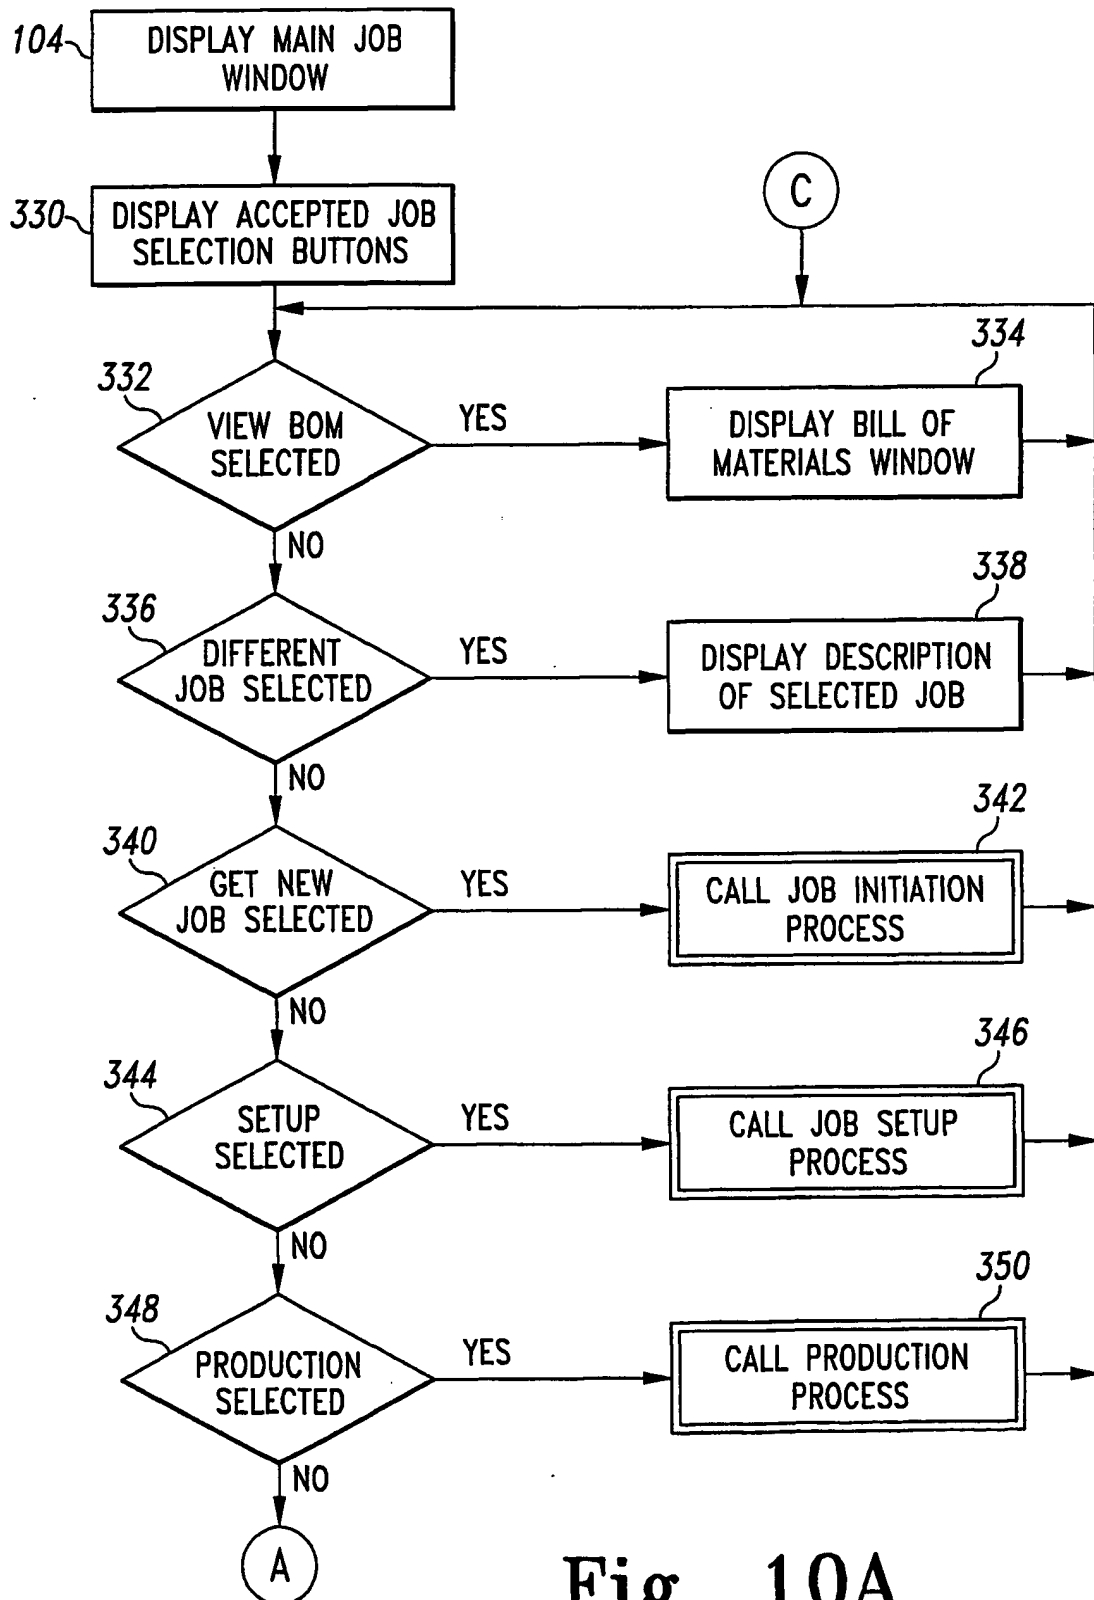 104
DISPLAY MAIN JOB
WINDOW
330
DISPLAY ACCEPTED JOB
SELECTION BUTTONS
C
332
VIEW BOM
SELECTED
YES
334
DISPLAY BILL OF
MATERIALS WINDOW
NO
336
DIFFERENT
JOB SELECTED
YES
338
DISPLAY DESCRIPTION
OF SELECTED JOB
NO
340
GET NEW
JOB SELECTED
YES
342
CALL JOB INITIATION
PROCESS
NO
344
SETUP
SELECTED
YES
346
CALL JOB SETUP
PROCESS
NO
348
PRODUCTION
SELECTED
YES
350
CALL PRODUCTION
PROCESS
NO
A
Fig. 10A